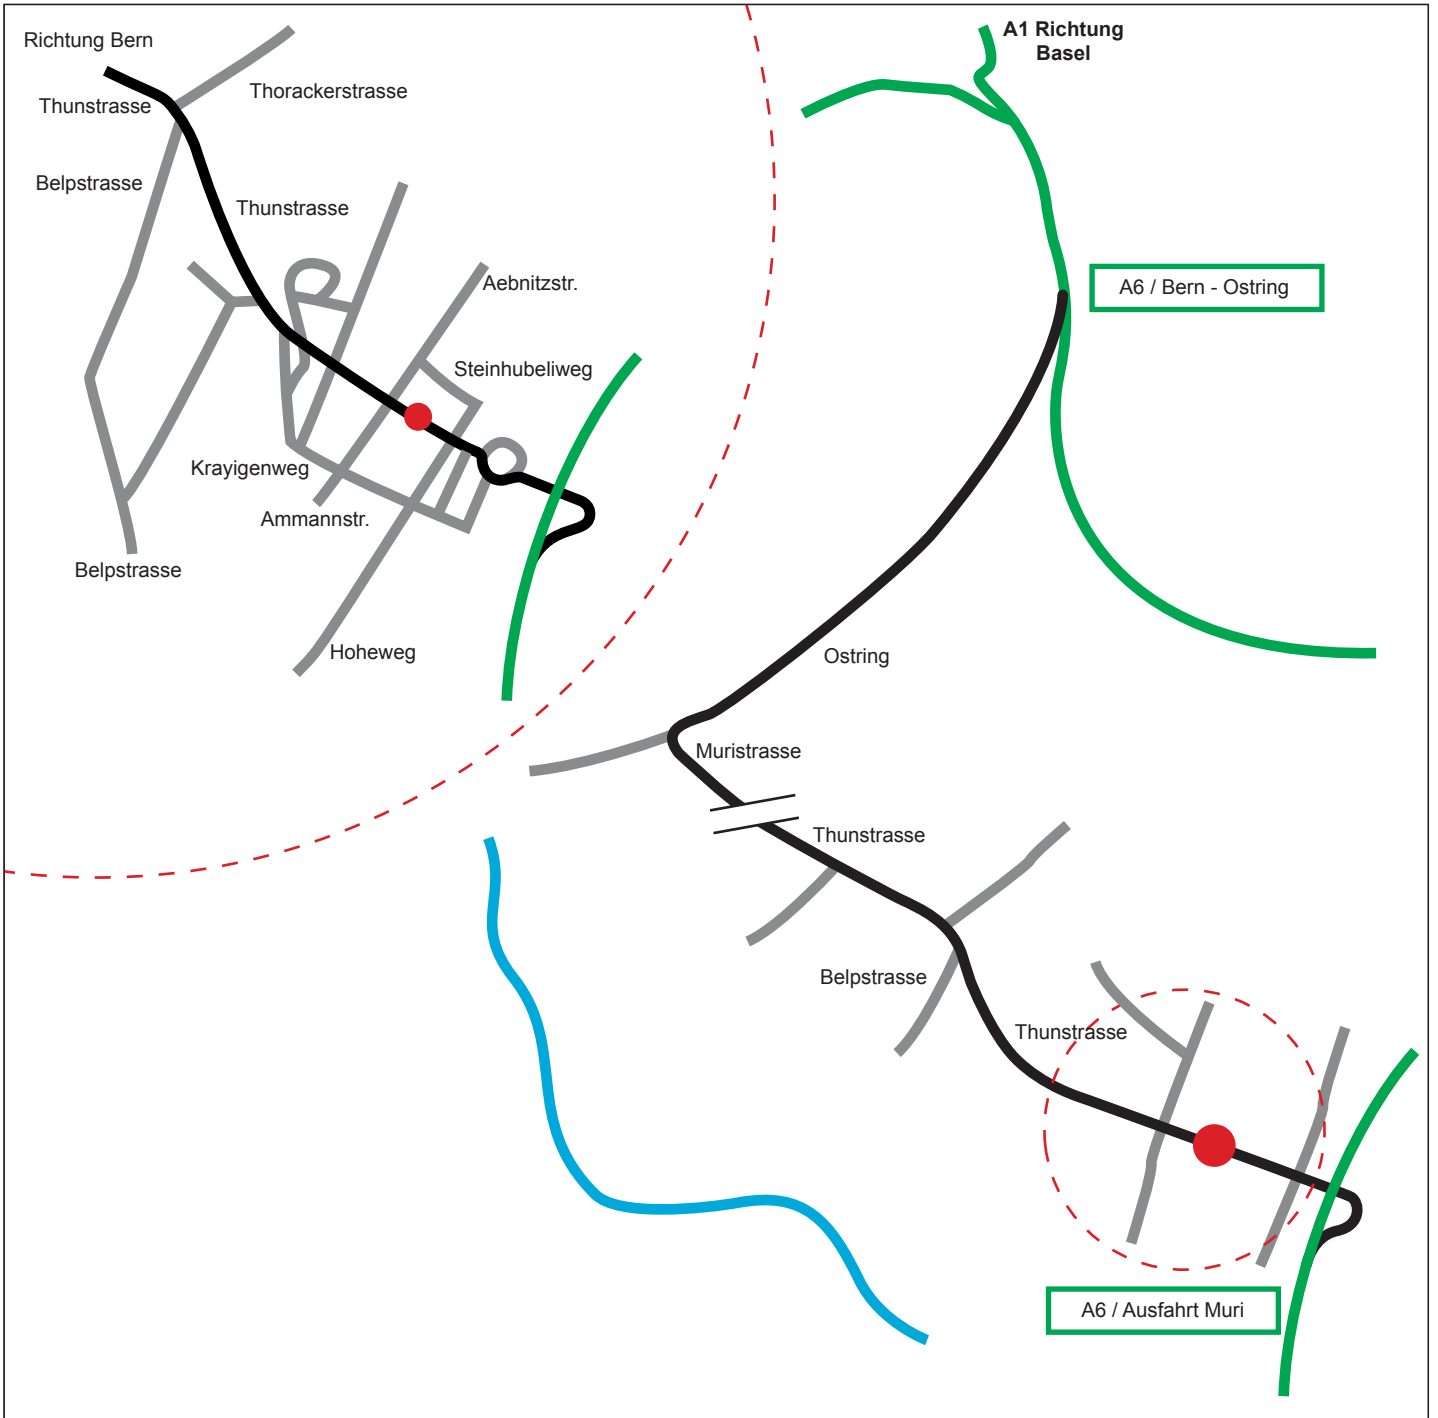 Richtung Bern
Thunstrasse
Thorackerstrasse
Belpstrasse
Thunstrasse
Aebnitzstr.
Steinhubeliweg
Krayigenweg
Ammannstr.
Belpstrasse
Hoheweg
A1 Richtung
Basel
A6 / Bern - Ostring
Ostring
Muristrasse
Thunstrasse
Belpstrasse
Thunstrasse
A6 / Ausfahrt Muri